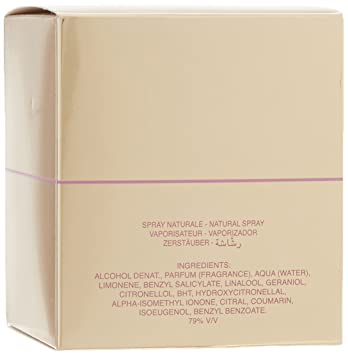 SPRAY NATURALE - NATURAL SPRAY
VAPORISATEUR - VAPORIZADOR
ZERSTÄUBER - رشاشة
INGREDIENTS:
ALCOHOL DENAT., PARFUM (FRAGRANCE), AQUA (WATER),
LIMONENE, BENZYL SALICYLATE, LINALOOL, GERANIOL,
CITRONELLOL, BHT, HYDROXYCITRONELLAL,
ALPHA-ISOMETHYL IONONE, CITRAL, COUMARIN,
ISOEUGENOL, BENZYL BENZOATE.
79% V/V